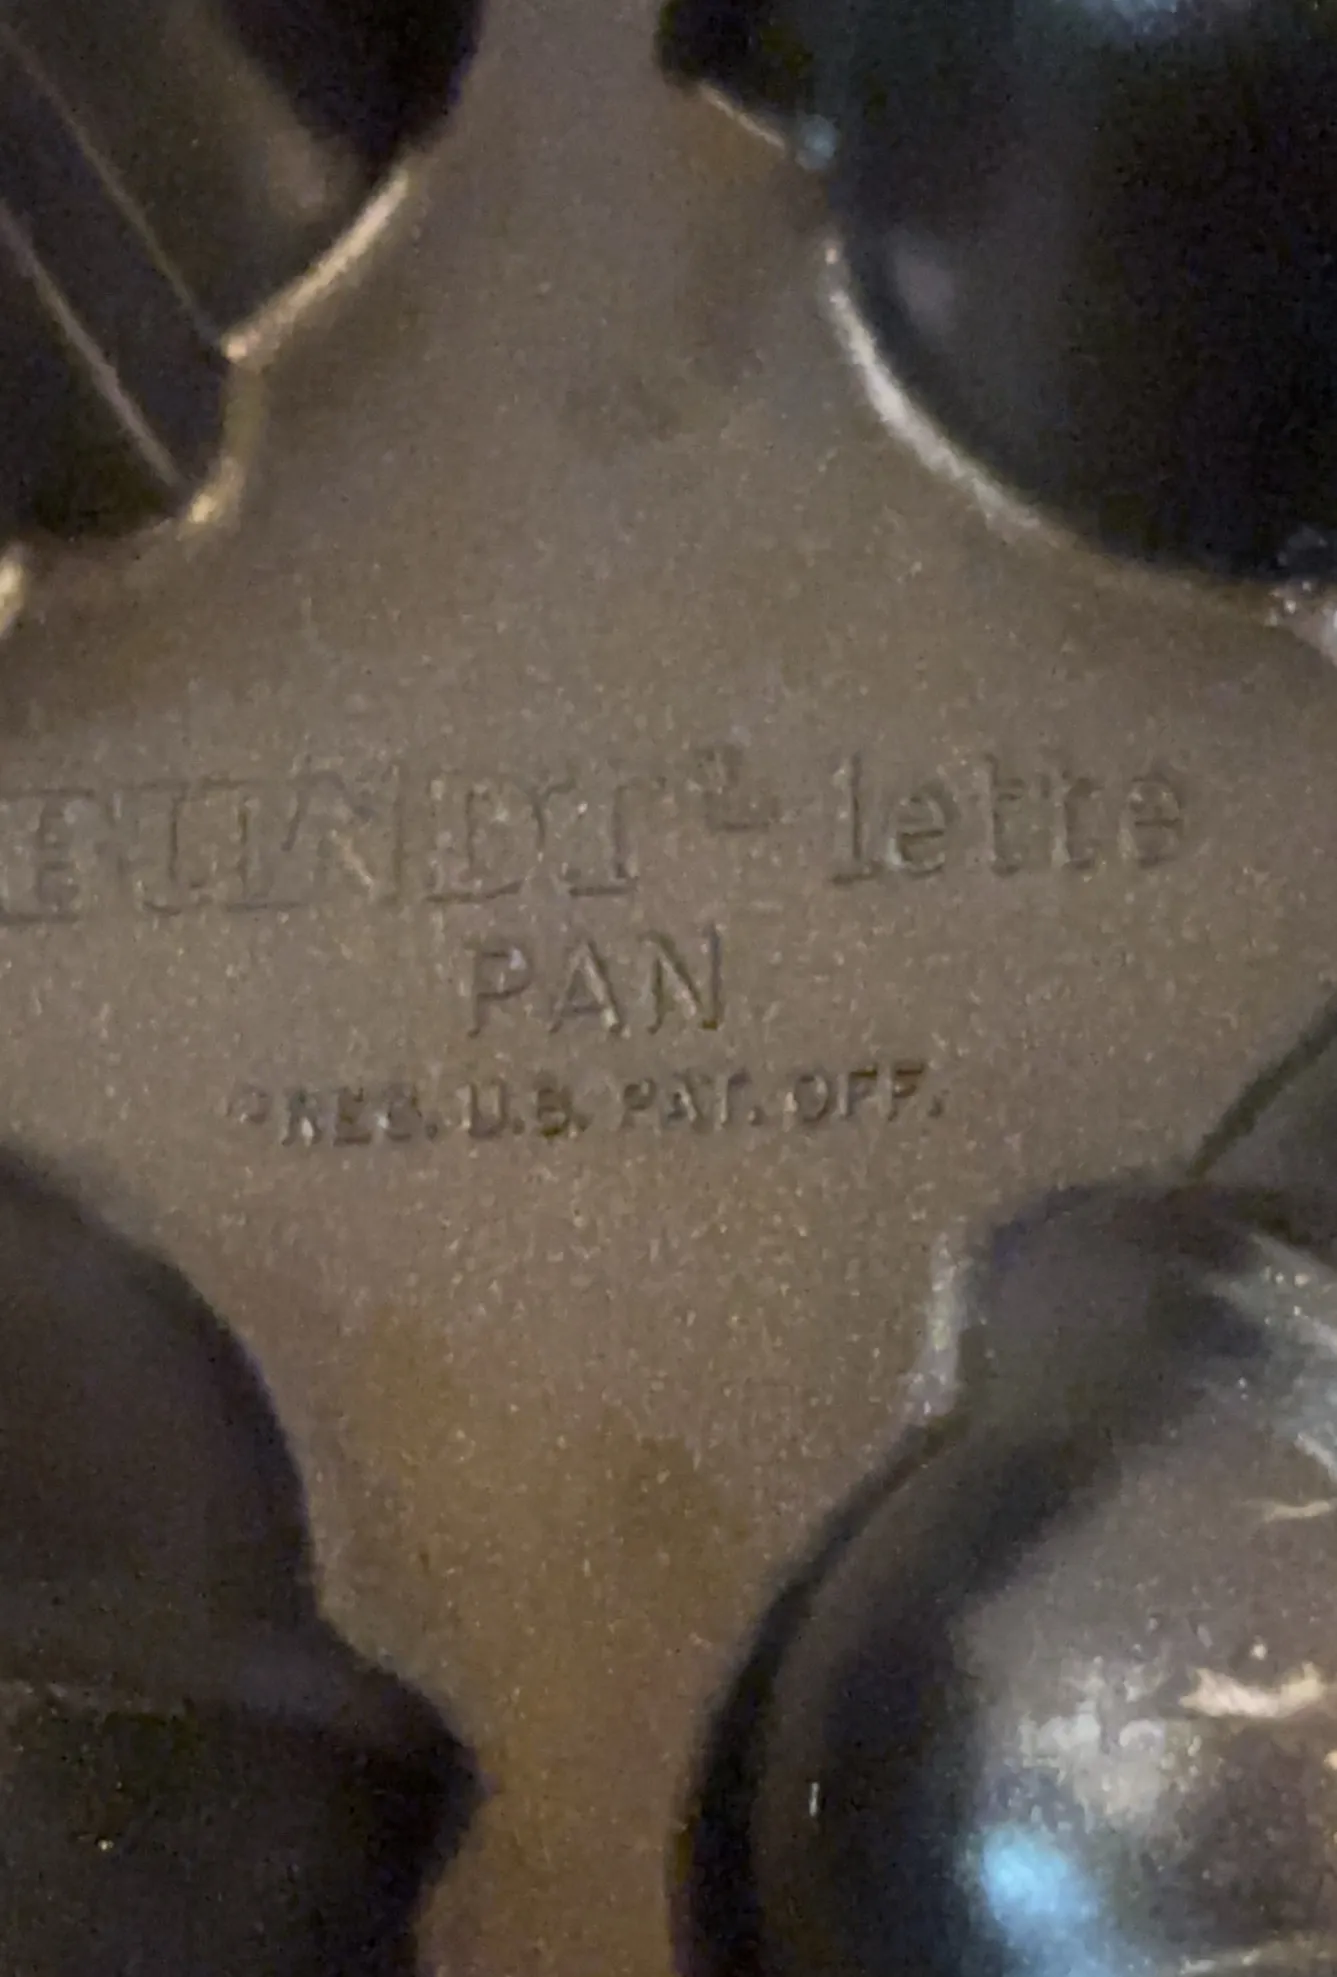 BUNDT®-lette
PAN
®REG. U.S. PAT. OFF.